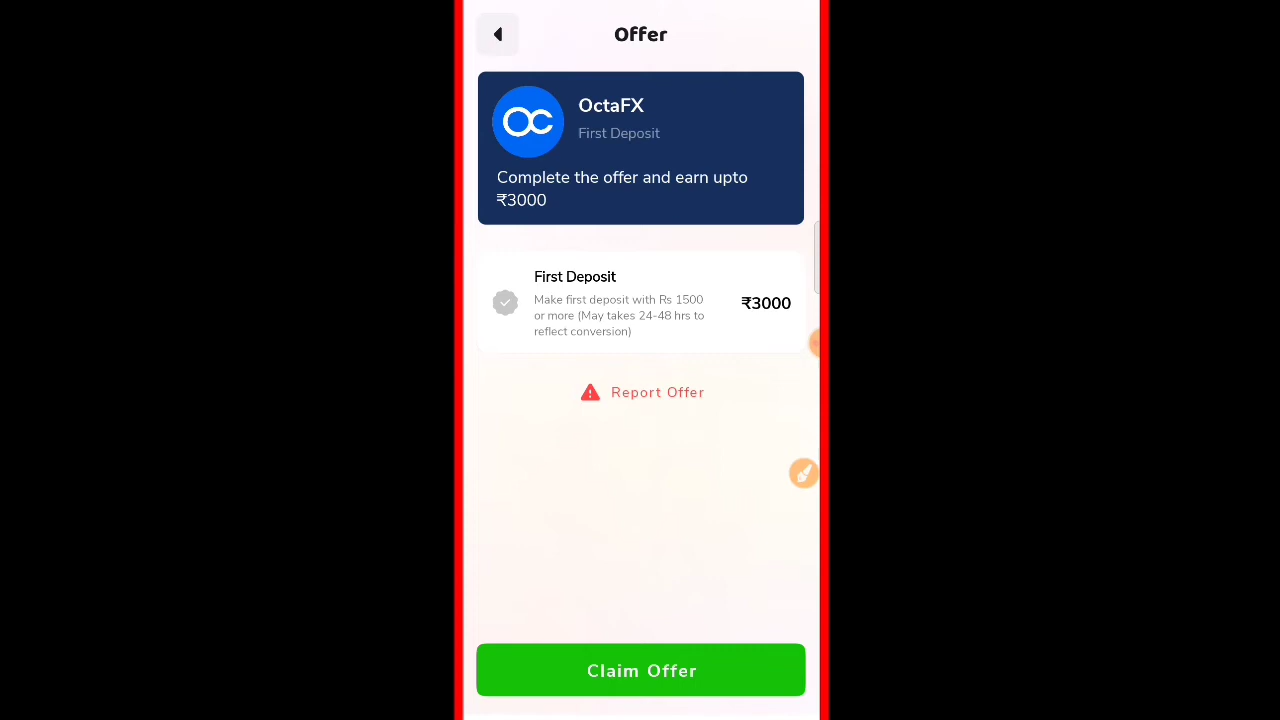 Offer
OC
OctaFX
First Deposit
Complete the offer and earn upto
₹3000
First Deposit
Make first deposit with Rs 1500
or more (May takes 24-48 hrs to
reflect conversion)
₹3000
Report Offer
Claim Offer